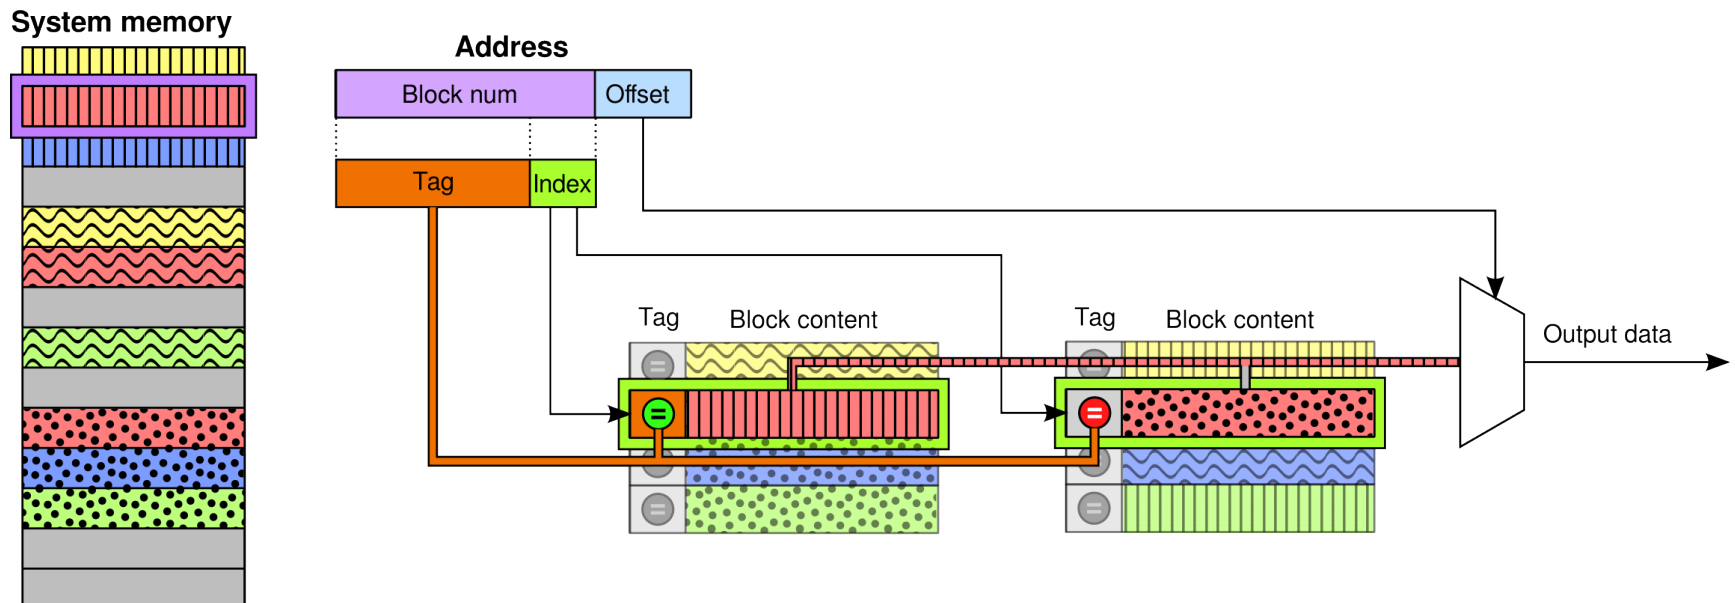 System memory
Address
Block num
Offset
Tag
Index
Tag
Block content
Tag
Block content
Output data